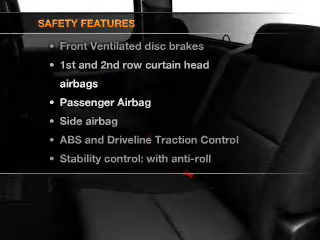 SAFETY FEATURES
• Front Ventilated disc brakes
• 1st and 2nd row curtain head
airbags
• Passenger Airbag
• Side airbag
• ABS and Driveline Traction Control
• Stability control: with anti-roll